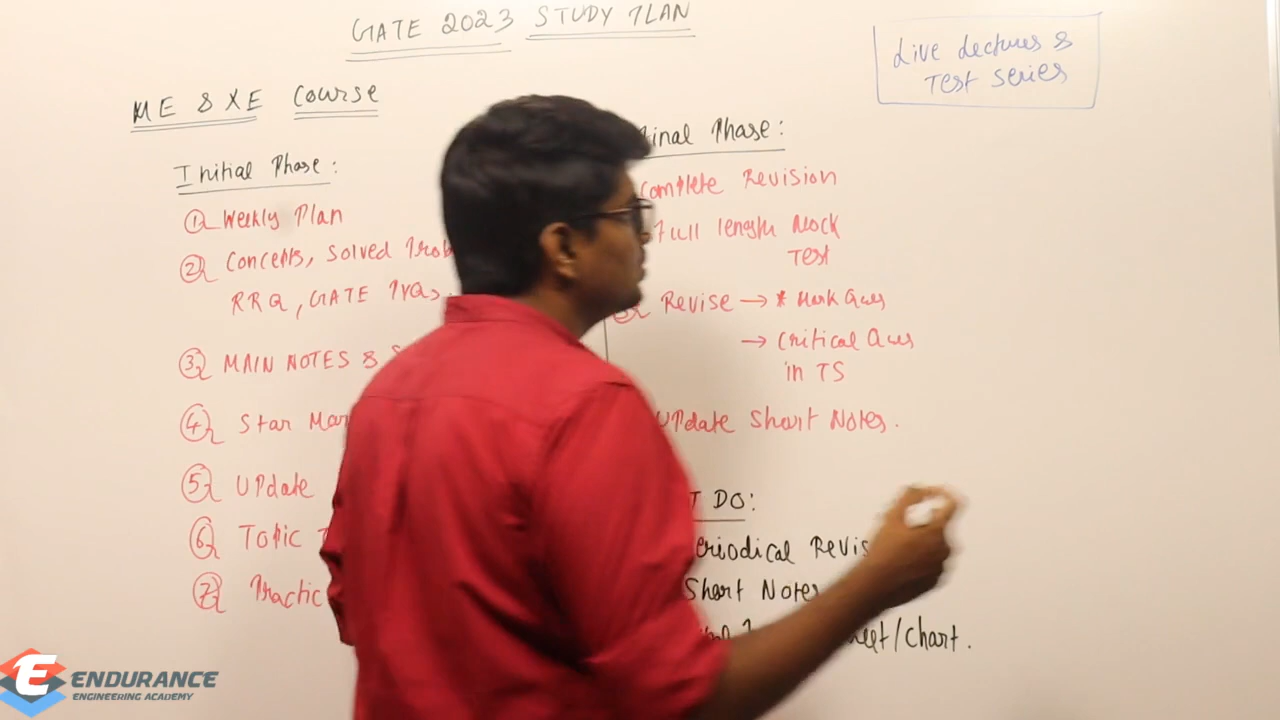 GATE 2023 STUDY PLAN
Live Lectures &
Test series
ME & XE Course
Initial Phase:
① Weekly Plan
② Concepts, Solved Prob
RRQ, GATE PYQs.
③ MAIN NOTES & S
④ Star Mar
⑤ UPdate
⑥ Topic T
⑦ Practic
inal Phase:
Complete Revision
Full length Mock
Test
Revise → * Mark Ques
→ Critical Ques
in TS
UPdate Short Notes.
T DO:
eriodical Revis
Short Notes
eet/Chart.
ENDURANCE
ENGINEERING ACADEMY